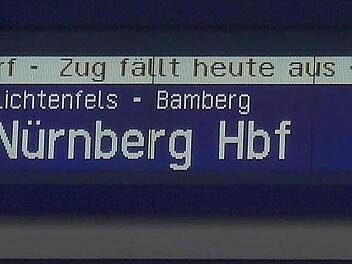 rf - Zug fällt heute aus -
Lichtenfels - Bamberg
Nürnberg Hbf